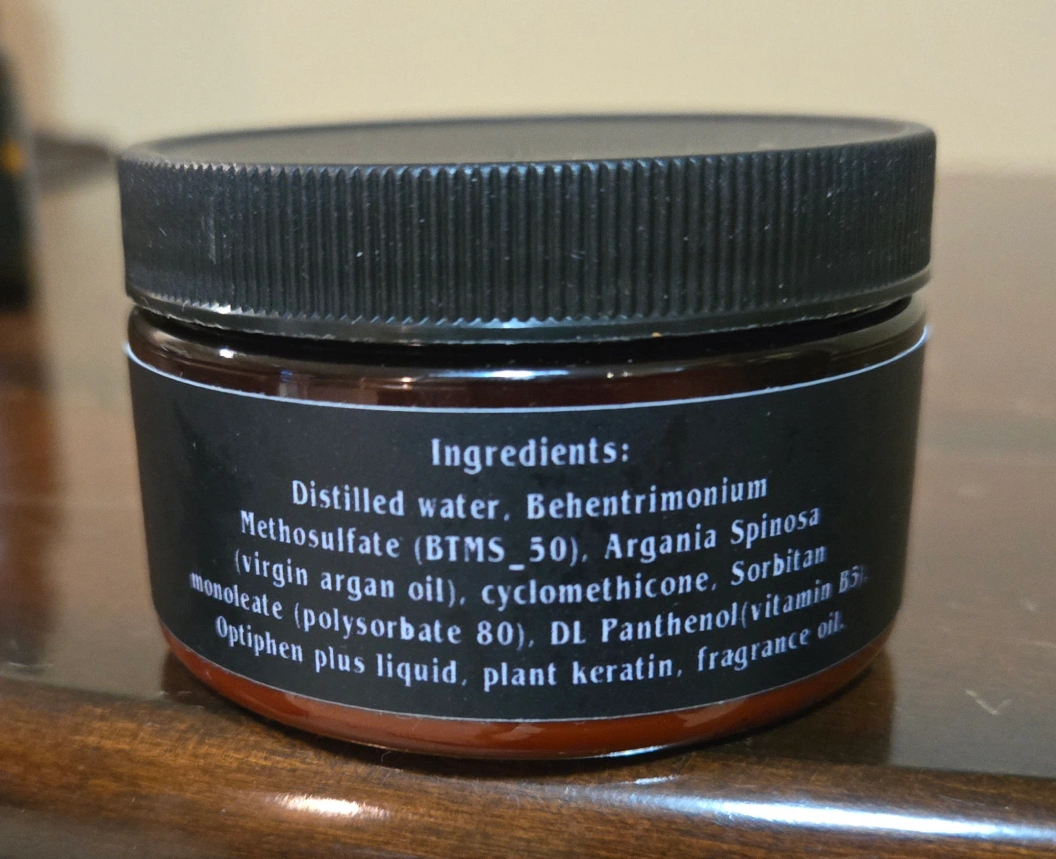 Ingredients:
Distilled water, Behentrimonium
Methosulfate (BTMS_50), Argania Spinosa
(virgin argan oil), cyclomethicone, Sorbitan
monoleate (polysorbate 80), DL Panthenol(vitamin B5),
Optiphen plus liquid, plant keratin, fragrance oil.